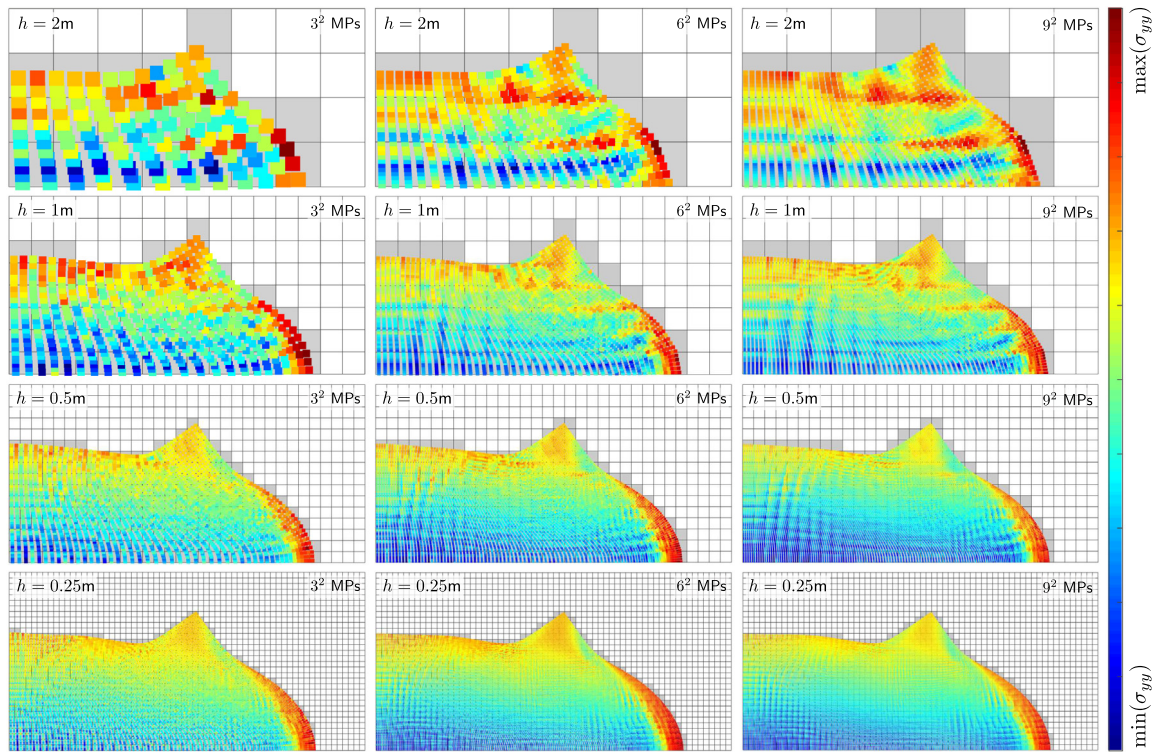 h = 2m
3² MPs
h = 2m
6² MPs
h = 2m
9² MPs
h = 1m
3² MPs
h = 1m
6² MPs
h = 1m
9² MPs
h = 0.5m
3² MPs
h = 0.5m
6² MPs
h = 0.5m
9² MPs
h = 0.25m
3² MPs
h = 0.25m
6² MPs
h = 0.25m
9² MPs
max(σyy)
min(σyy)